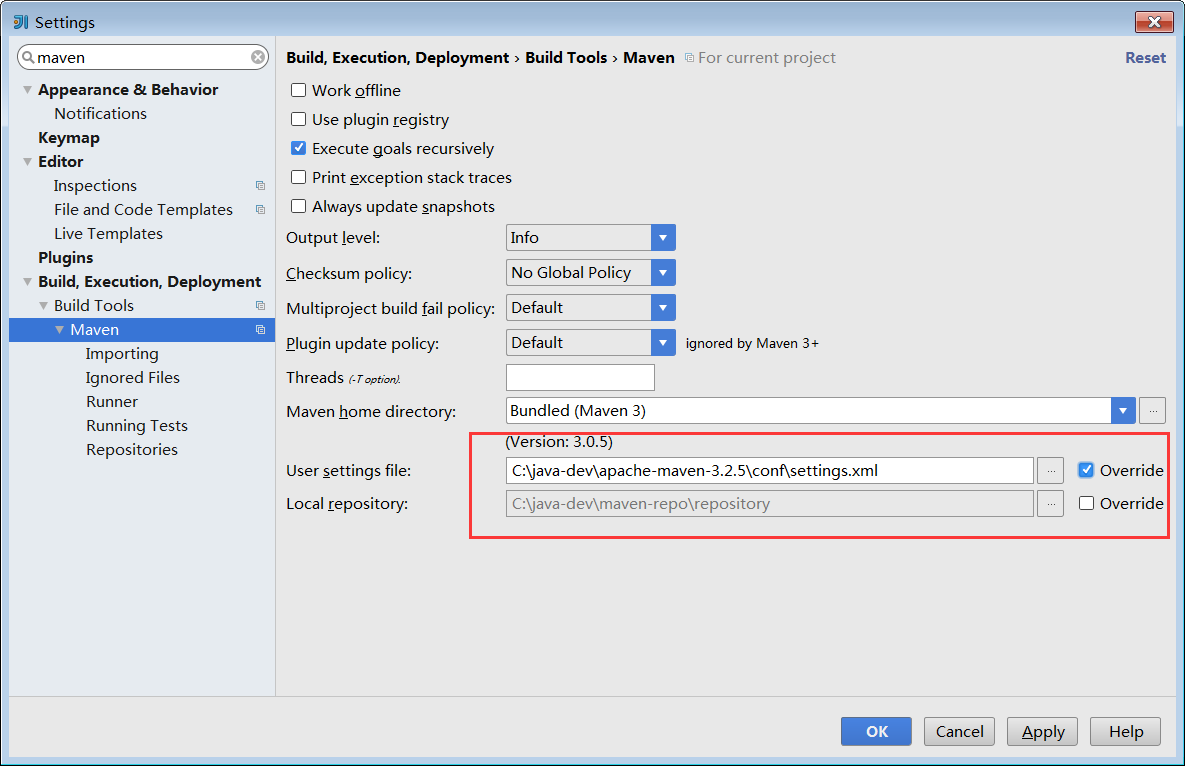 Settings
maven
Appearance & Behavior
Notifications
Keymap
Editor
Inspections
File and Code Templates
Live Templates
Plugins
Build, Execution, Deployment
Build Tools
Maven
Importing
Ignored Files
Runner
Running Tests
Repositories
Build, Execution, Deployment › Build Tools › Maven For current project Reset
Work offline
Use plugin registry
Execute goals recursively
Print exception stack traces
Always update snapshots
Output level: Info
Checksum policy: No Global Policy
Multiproject build fail policy: Default
Plugin update policy: Default ignored by Maven 3+
Threads (-T option).
Maven home directory: Bundled (Maven 3) ...
(Version: 3.0.5)
User settings file: C:\java-dev\apache-maven-3.2.5\conf\settings.xml ... Override
Local repository: C:\java-dev\maven-repo\repository ... Override
OK Cancel Apply Help